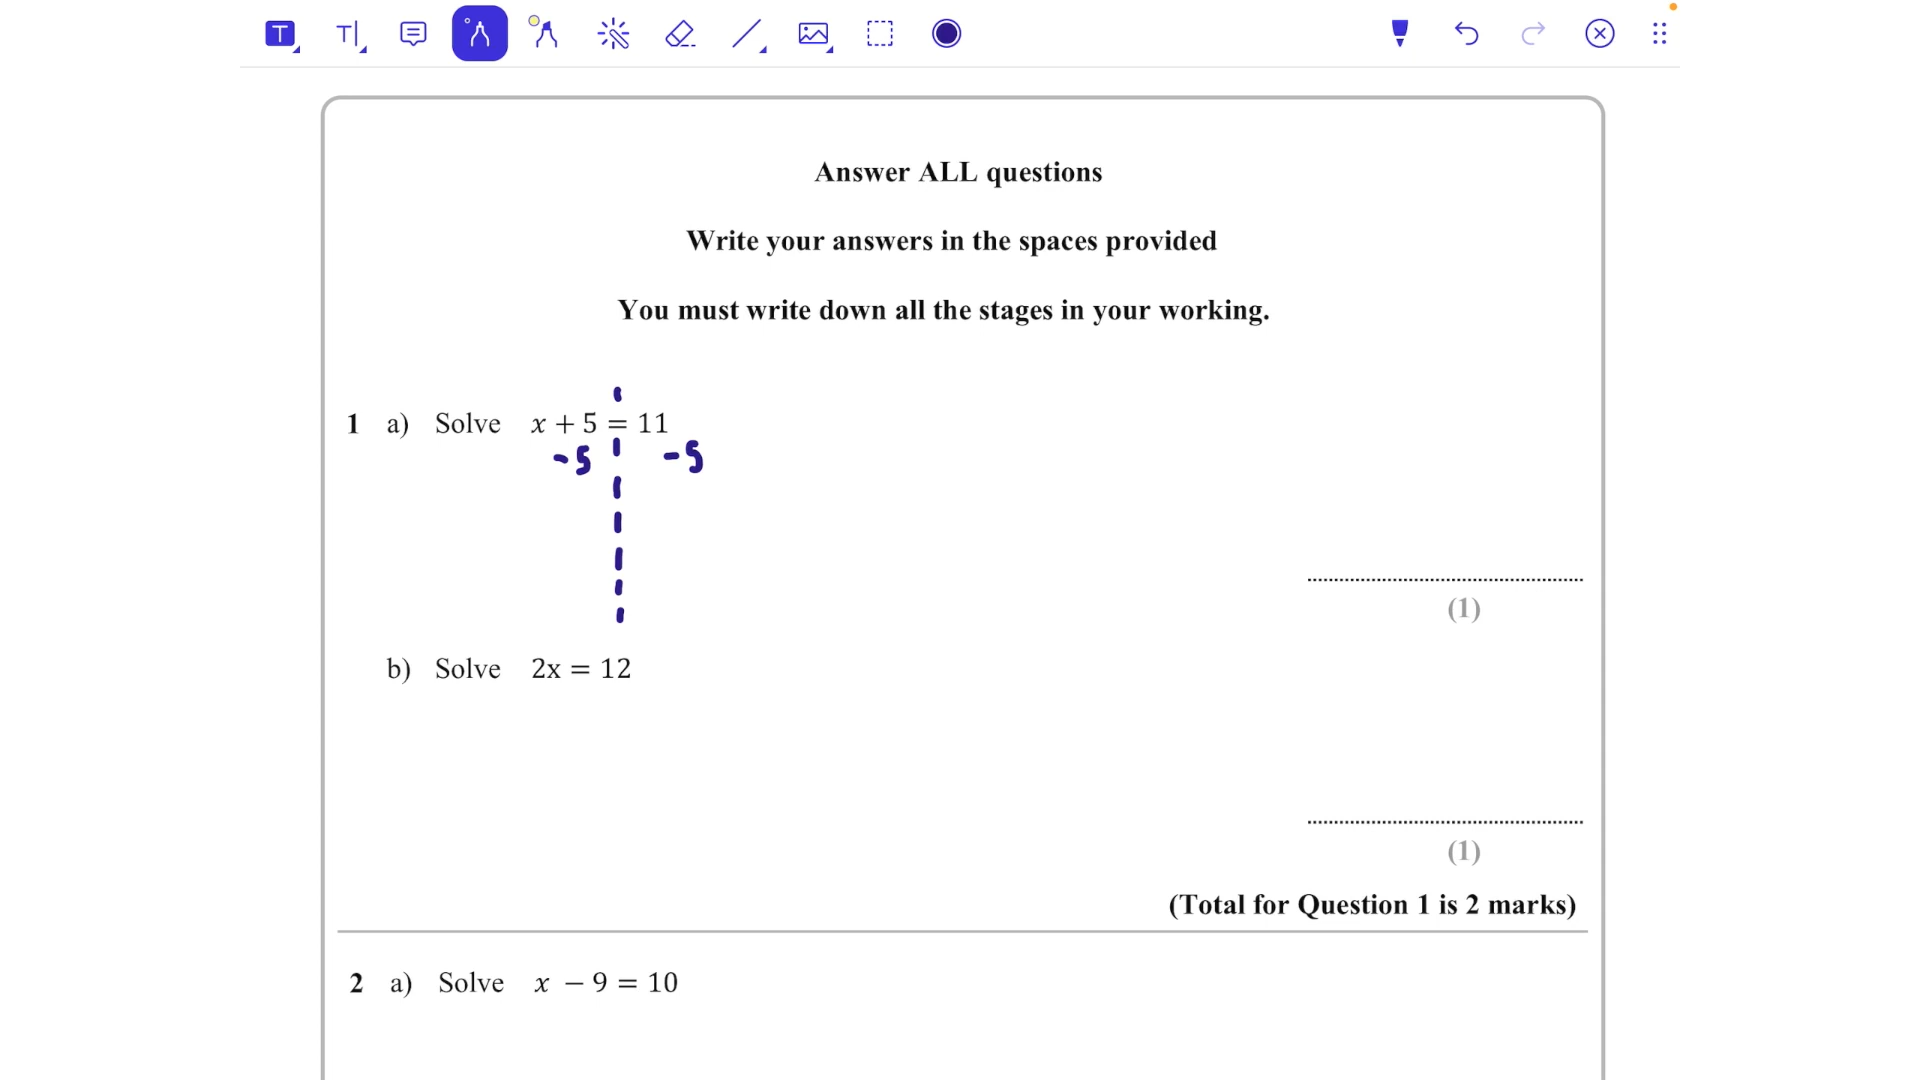 Answer ALL questions
Write your answers in the spaces provided
You must write down all the stages in your working.
1 a) Solve x + 5 = 11
-5 -5
(1)
b) Solve 2x = 12
(1)
(Total for Question 1 is 2 marks)
2 a) Solve x − 9 = 10